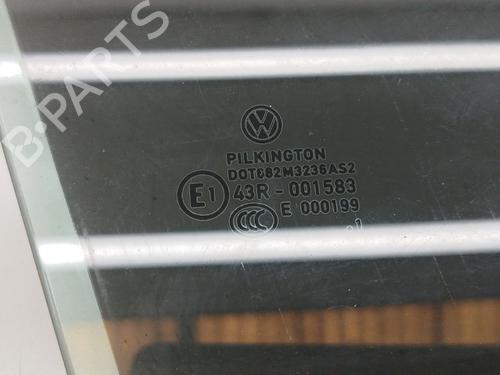 B-PARTS
PILKINGTON
DOT682M3236AS2
E1 43R-001583
CCC E 000199